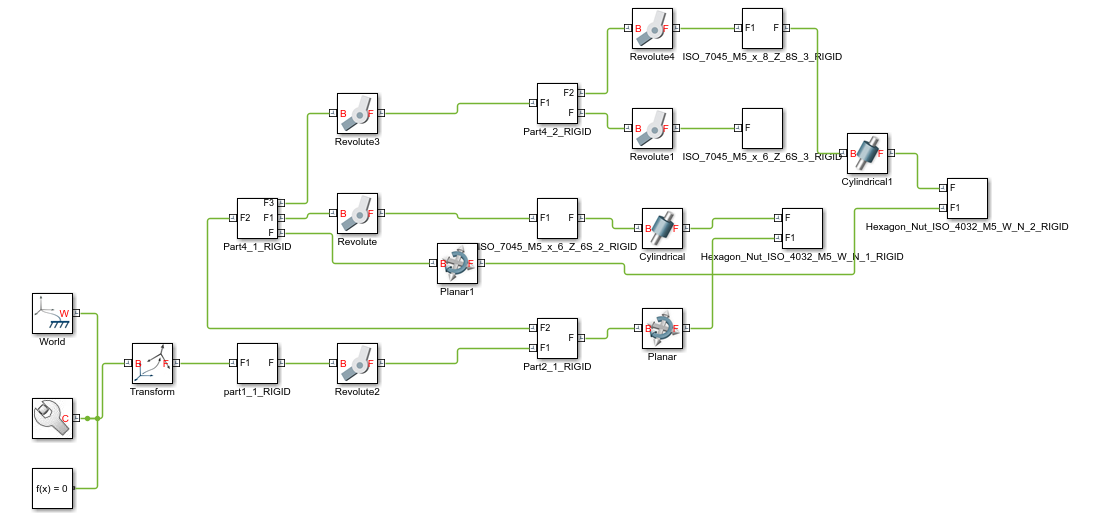 B F
Revolute4
F1 F
ISO_7045_M5_x_8_Z_8S_3_RIGID
B F
Revolute3
F1 F2 F
Part4_2_RIGID
B F
Revolute1
F
ISO_7045_M5_x_6_Z_6S_3_RIGID
B F
Cylindrical1
F
F1
Hexagon_Nut_ISO_4032_M5_W_N_2_RIGID
F2 F3 F1 F
Part4_1_RIGID
B F
Revolute
F1 F
ISO_7045_M5_x_6_Z_6S_2_RIGID
B F
Cylindrical
F
F1
Hexagon_Nut_ISO_4032_M5_W_N_1_RIGID
B F
Planar1
W
World
B F
Transform
F1 F
part1_1_RIGID
B F
Revolute2
F2 F1 F
Part2_1_RIGID
B F
Planar
C
f(x) = 0